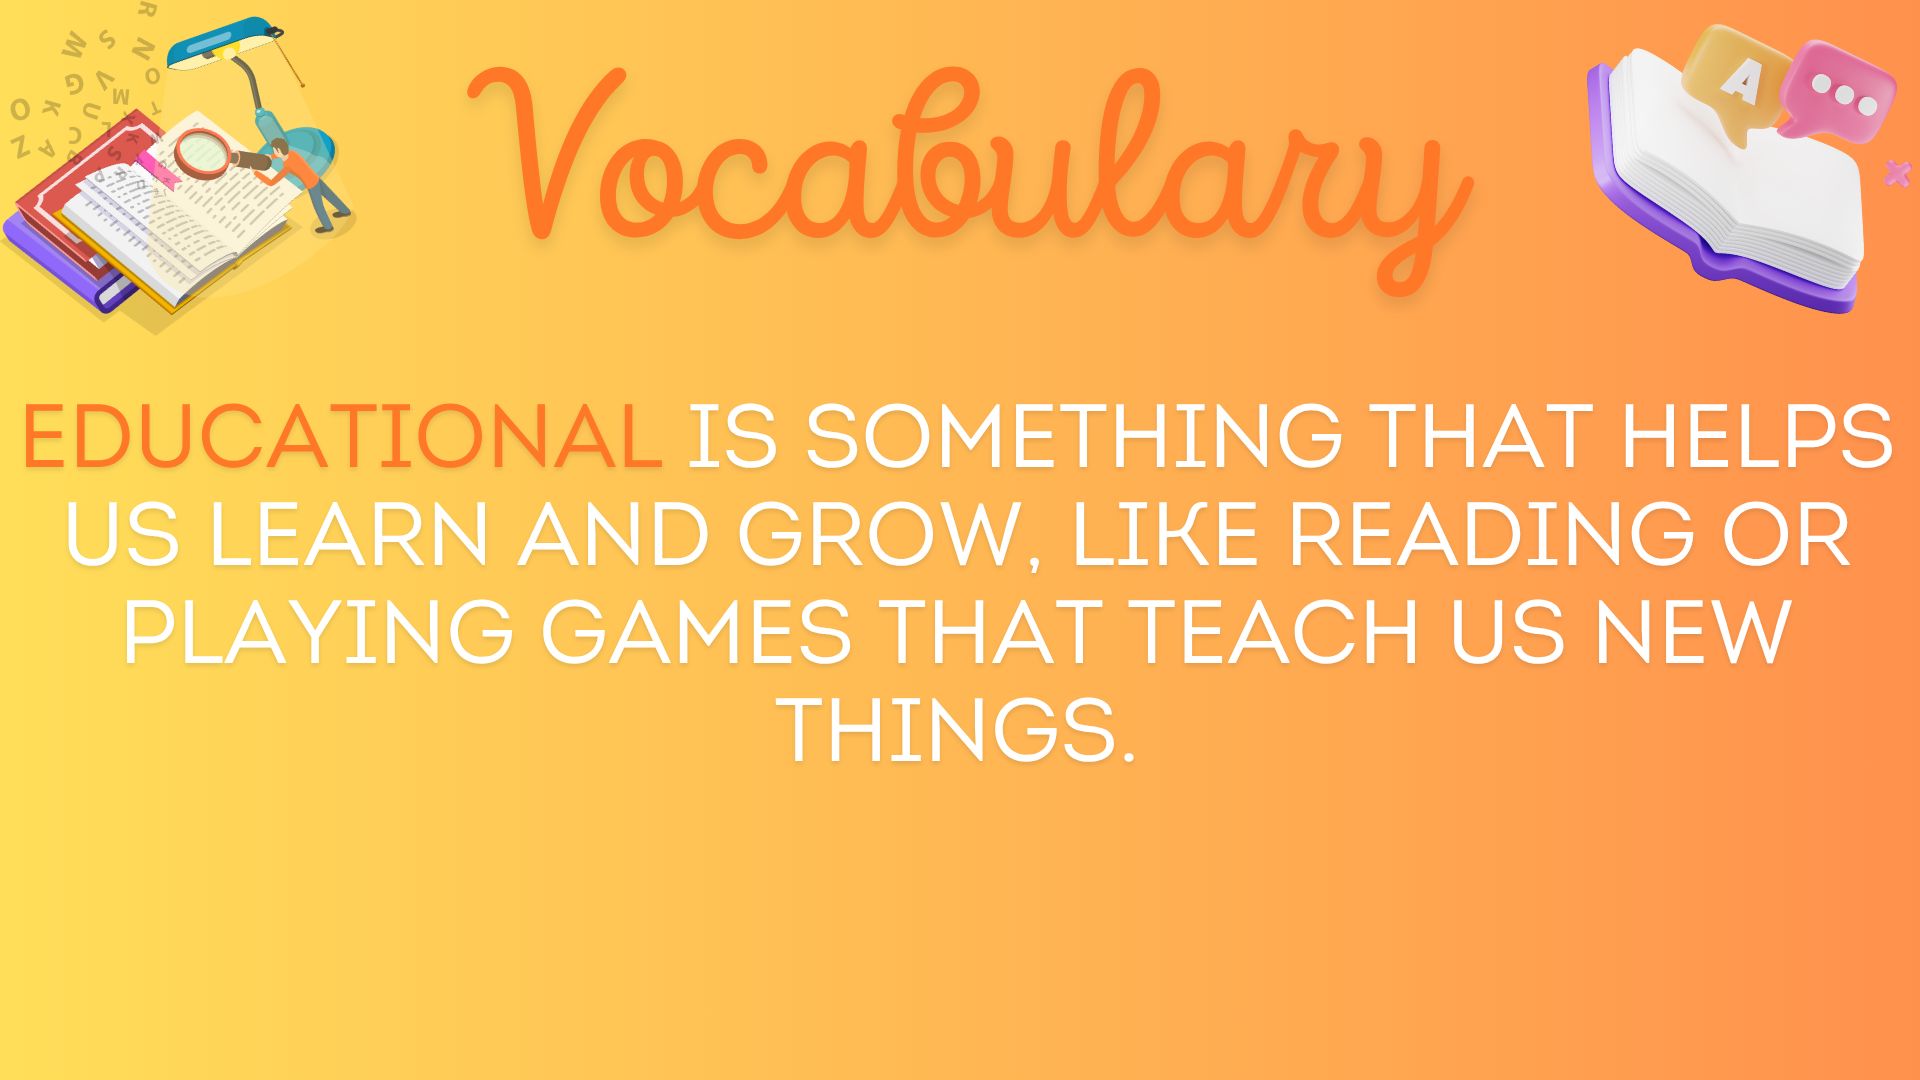 Vocabulary
A
EDUCATIONAL IS SOMETHING THAT HELPS
US LEARN AND GROW, LIKE READING OR
PLAYING GAMES THAT TEACH US NEW
THINGS.